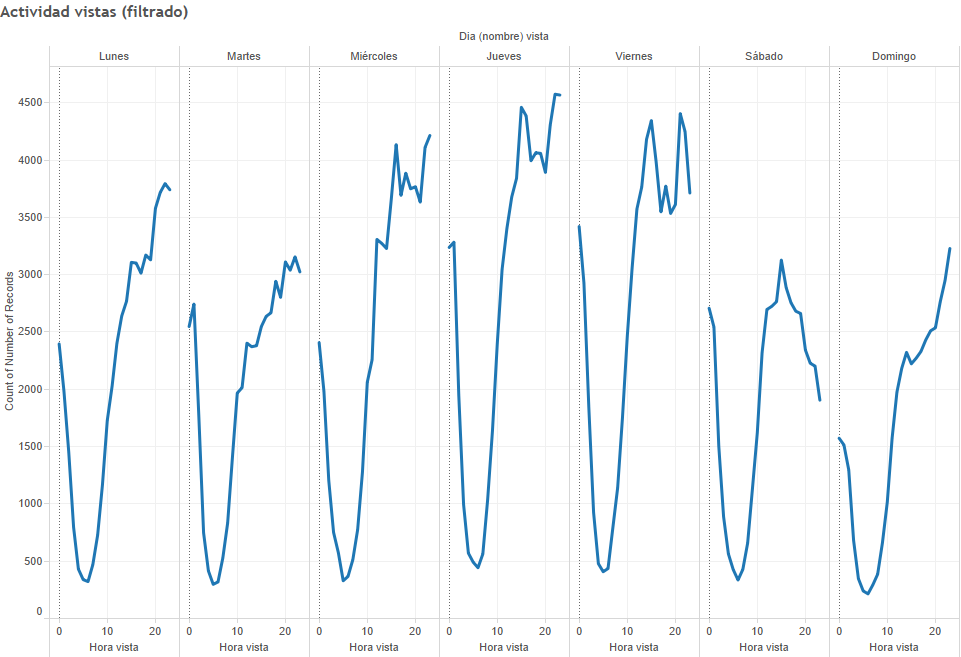 Actividad vistas (filtrado)
Dia (nombre) vista
Lunes Martes Miércoles Jueves Viernes Sábado Domingo
Count of Number of Records
4500
4000
3500
3000
2500
2000
1500
1000
500
0
0 10 20 0 10 20 0 10 20 0 10 20 0 10 20 0 10 20 0 10 20
Hora vista Hora vista Hora vista Hora vista Hora vista Hora vista Hora vista